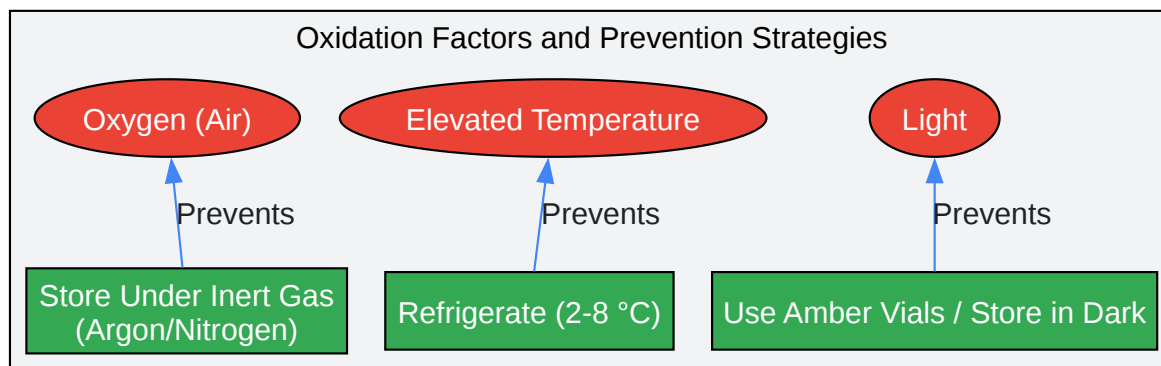 Oxidation Factors and Prevention Strategies
Oxygen (Air)
Elevated Temperature
Light
Prevents
Prevents
Prevents
Store Under Inert Gas
(Argon/Nitrogen)
Refrigerate (2-8 °C)
Use Amber Vials / Store in Dark